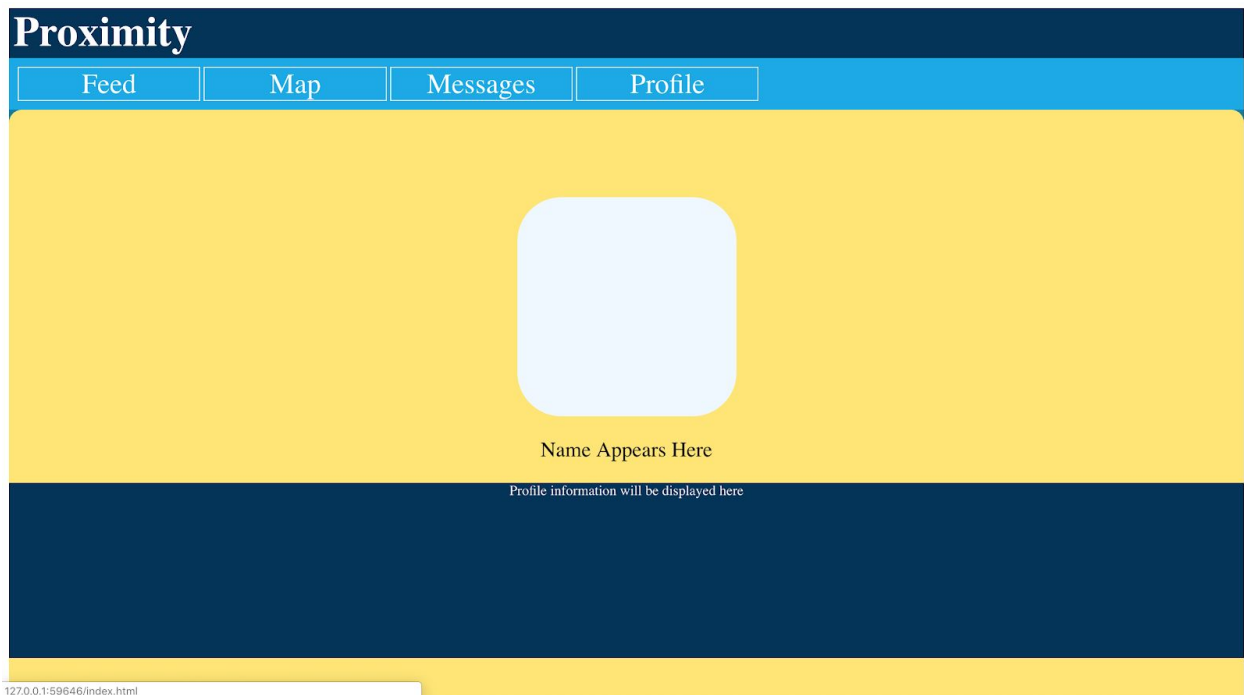 Proximity
Feed Map Messages Profile
Name Appears Here
Profile information will be displayed here
127.0.0.1:59646/index.html